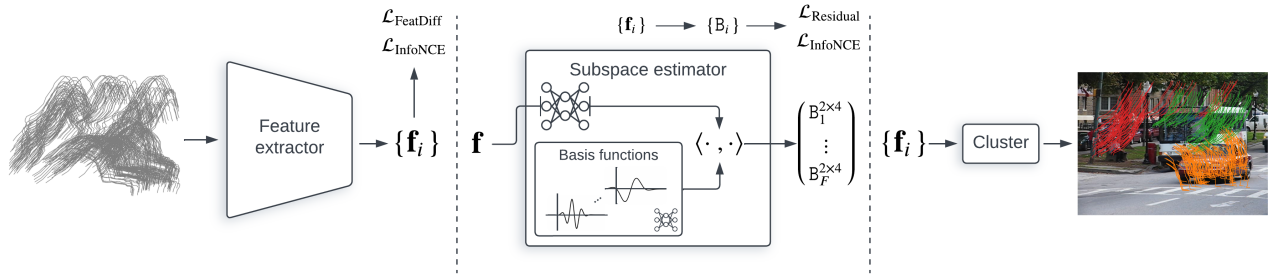 ℒ_FeatDiff
ℒ_InfoNCE
Feature
extractor
{𝐟_i}
{𝐟_i} {B_i}
ℒ_Residual
ℒ_InfoNCE
Subspace estimator
𝐟
Basis functions
...
⟨· , ·⟩
B_1^{2×4}
⋮
B_F^{2×4}
{𝐟_i}
Cluster